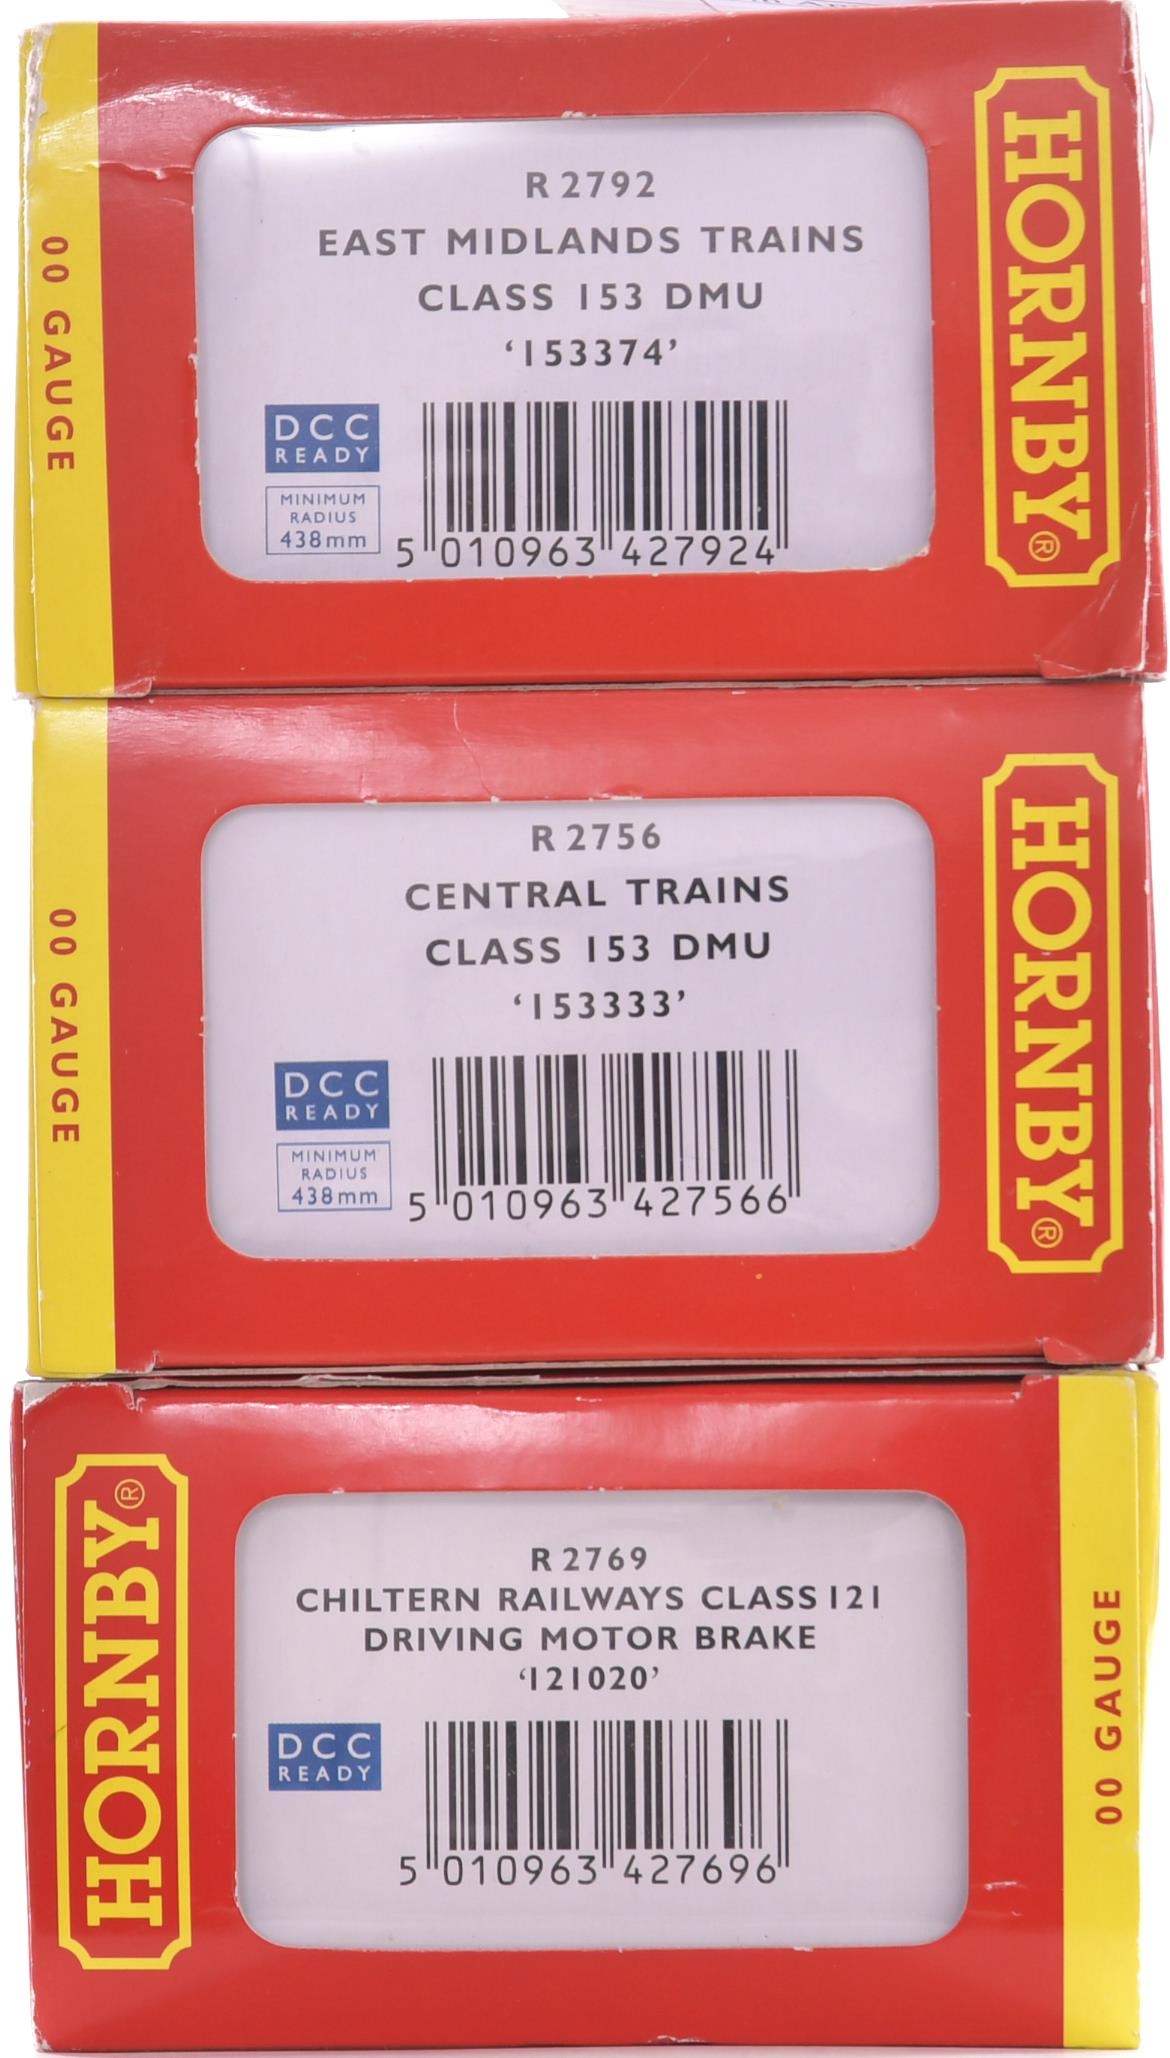 00 GAUGE
R 2792
EAST MIDLANDS TRAINS
CLASS 153 DMU
‘153374’
DCC
READY
MINIMUM
RADIUS
438mm
5 010963 427924
HORNBY®
00 GAUGE
R 2756
CENTRAL TRAINS
CLASS 153 DMU
‘153333’
DCC
READY
MINIMUM
RADIUS
438mm
5 010963 427566
HORNBY®
HORNBY®
R 2769
CHILTERN RAILWAYS CLASS 121
DRIVING MOTOR BRAKE
‘121020’
DCC
READY
5 010963 427696
00 GAUGE